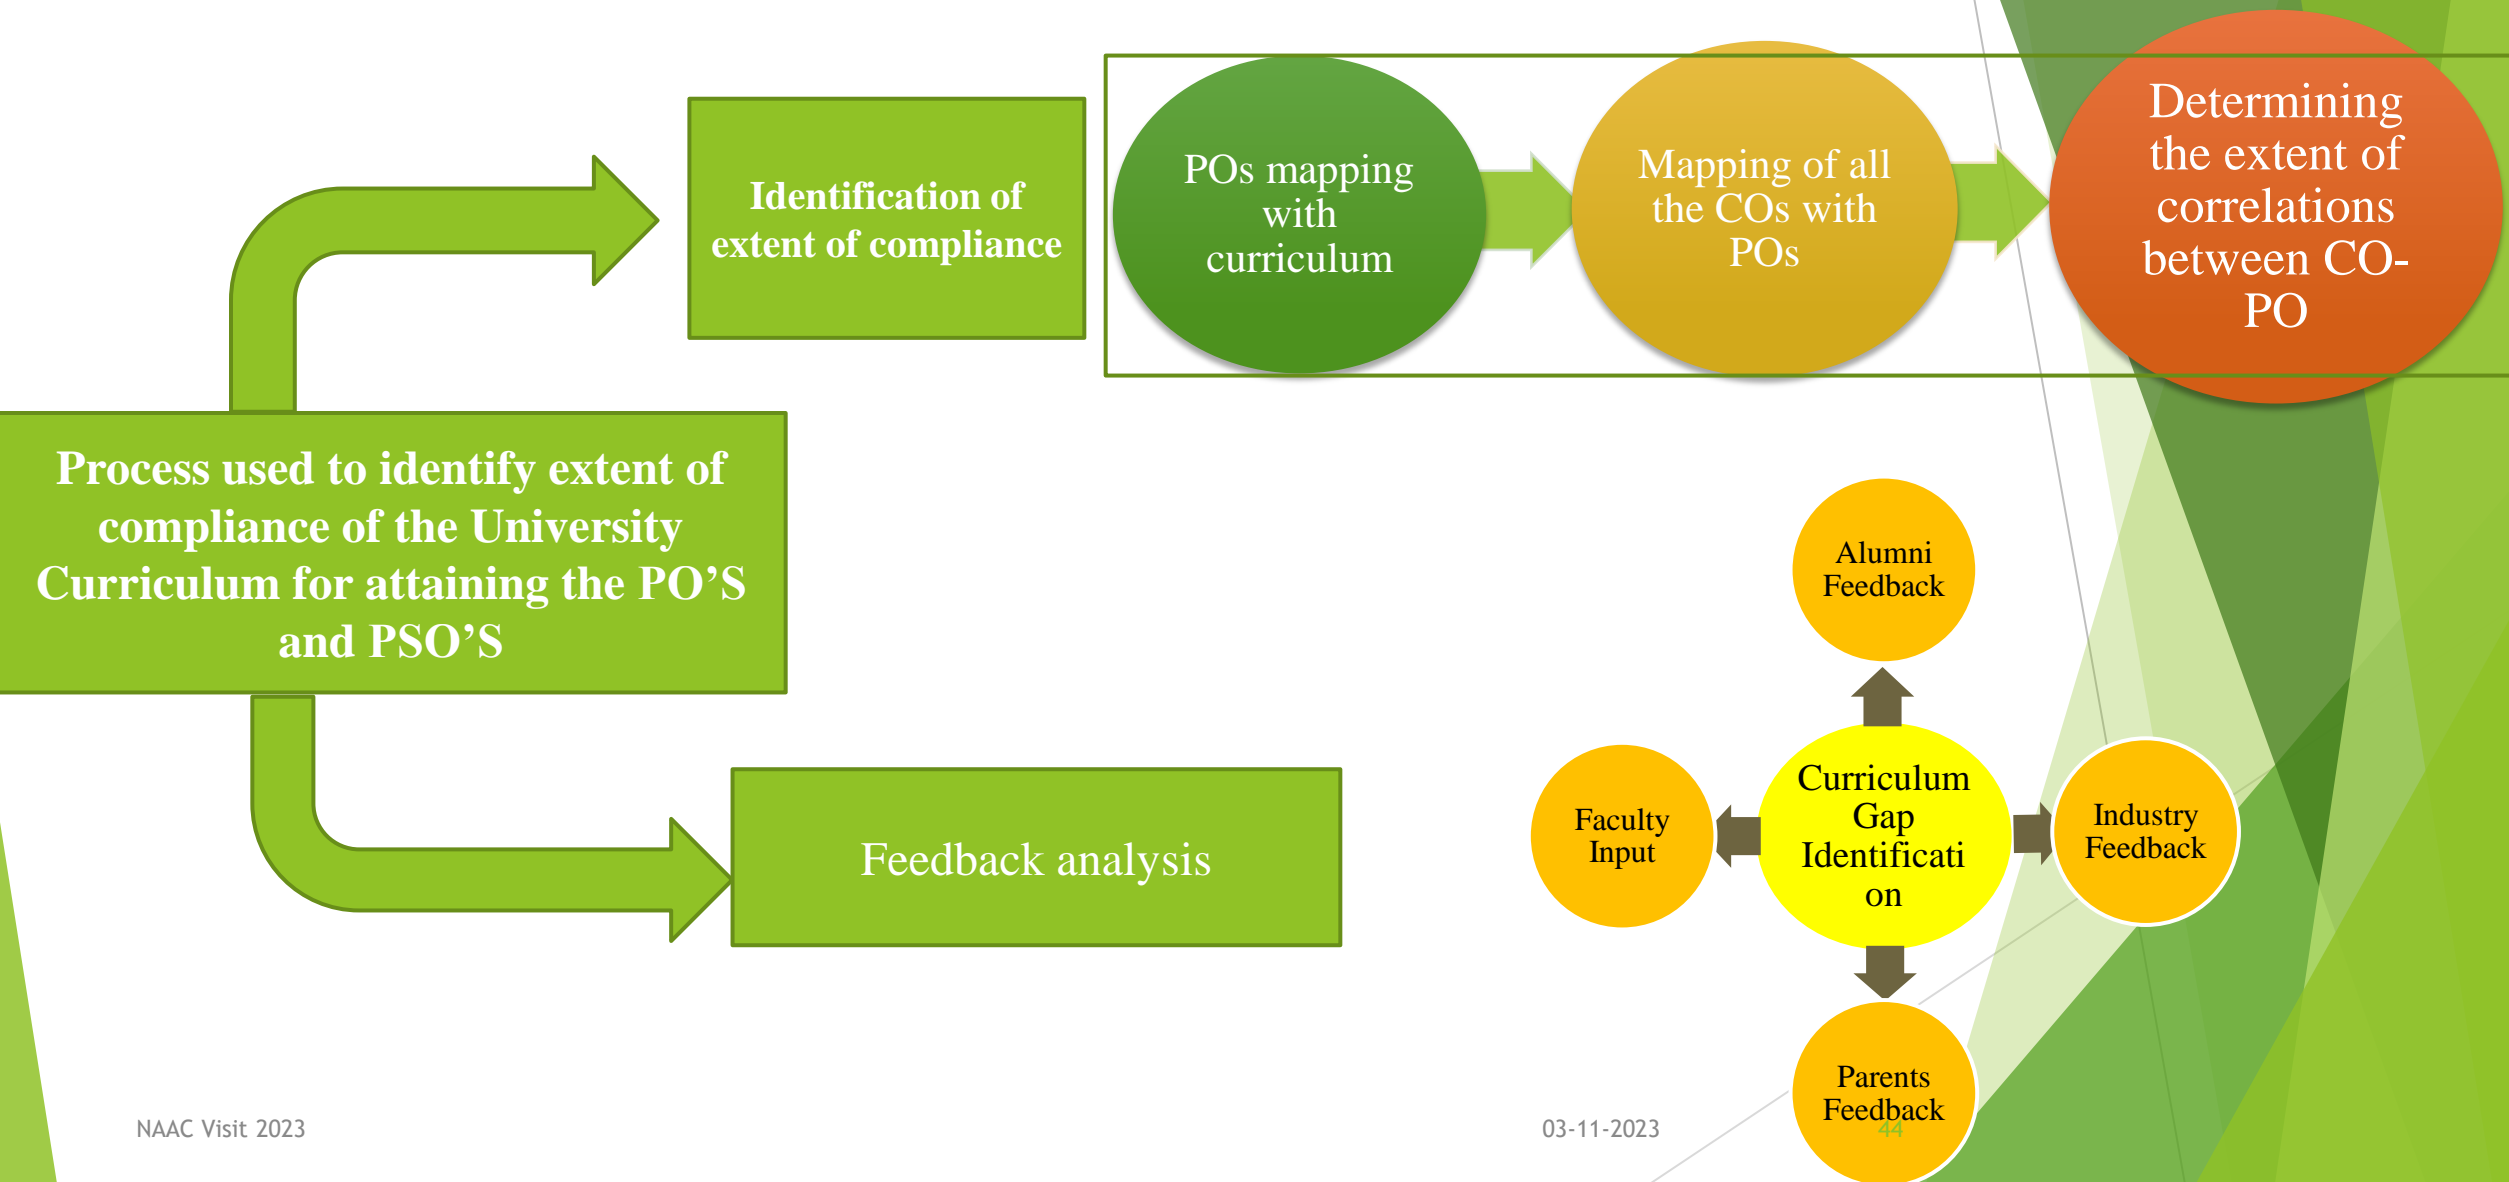 Identification of
extent of compliance
POs mapping
with
curriculum
Mapping of all
the COs with
POs
Determining
the extent of
correlations
between CO-
PO
Process used to identify extent of
compliance of the University
Curriculum for attaining the PO’S
and PSO’S
Feedback analysis
Alumni
Feedback
Faculty
Input
Curriculum
Gap
Identificati
on
Industry
Feedback
Parents
Feedback
NAAC Visit 2023
03-11-2023
44